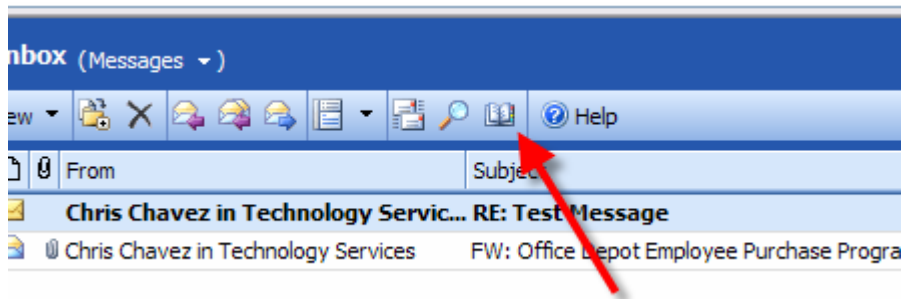 nbox (Messages ▾)
ew Help
From Subjec
Chris Chavez in Technology Servic... RE: Test Message
Chris Chavez in Technology Services FW: Office Depot Employee Purchase Progra